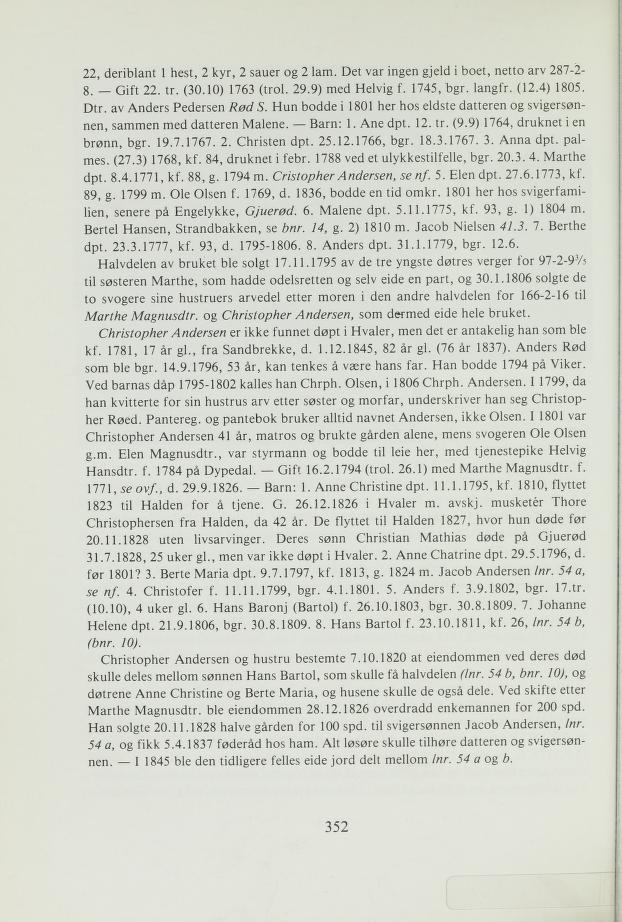 22, deriblant 1 hest, 2 kyr, 2 sauer og 2 lam. Det var ingen gjeld i boet, netto arv 287-2-
8. — Gift 22. tr. (30.10) 1763 (trol. 29.9) med Helvig f. 1745, bgr. langfr. (12.4) 1805.
Dtr. av Anders Pedersen Rød S. Hun bodde i 1801 her hos eldste datteren og svigersøn-
nen, sammen med datteren Malene. — Barn: 1. Ane dpt. 12. tr. (9.9) 1764, druknet i en
brønn, bgr. 19.7.1767. 2. Christen dpt. 25.12.1766, bgr. 18.3.1767. 3. Anna dpt. pal-
mes. (27.3) 1768, kf. 84, druknet i febr. 1788 ved et ulykkestilfelle, bgr. 20.3. 4. Marthe
dpt. 8.4.1771, kf. 88, g. 1794 m. Cristopher Andersen, se nf. 5. Elen dpt. 27.6.1773, kf.
89, g. 1799 m. Ole Olsen f. 1769, d. 1836, bodde en tid omkr. 1801 her hos svigerfami-
lien, senere på Engelykke, Gjuerød. 6. Malene dpt. 5.11.1775, kf. 93, g. 1) 1804 m.
Bertel Hansen, Strandbakken, se bnr. 14, g. 2) 1810 m. Jacob Nielsen 41.3. 7. Berthe
dpt. 23.3.1777, kf. 93, d. 1795-1806. 8. Anders dpt. 31.1.1779, bgr. 12.6.
Halvdelen av bruket ble solgt 17.11.1795 av de tre yngste døtres verger for 97-2-9³/₅
til søsteren Marthe, som hadde odelsretten og selv eide en part, og 30.1.1806 solgte de
to svogere sine hustruers arvedel etter moren i den andre halvdelen for 166-2-16 til
Marthe Magnusdtr. og Christopher Andersen, som dermed eide hele bruket.
Christopher Andersen er ikke funnet døpt i Hvaler, men det er antakelig han som ble
kf. 1781, 17 år gl., fra Sandbrekke, d. 1.12.1845, 82 år gl. (76 år 1837). Anders Rød
som ble bgr. 14.9.1796, 53 år, kan tenkes å være hans far. Han bodde 1794 på Viker.
Ved barnas dåp 1795-1802 kalles han Chrph. Olsen, i 1806 Chrph. Andersen. I 1799, da
han kvitterte for sin hustrus arv etter søster og morfar, underskriver han seg Christop-
her Røed. Pantereg. og pantebok bruker alltid navnet Andersen, ikke Olsen. I 1801 var
Christopher Andersen 41 år, matros og brukte gården alene, mens svogeren Ole Olsen
g.m. Elen Magnusdtr., var styrmann og bodde til leie her, med tjenestepike Helvig
Hansdtr. f. 1784 på Dypedal. — Gift 16.2.1794 (trol. 26.1) med Marthe Magnusdtr. f.
1771, se ovf., d. 29.9.1826. — Barn: 1. Anne Christine dpt. 11.1.1795, kf. 1810, flyttet
1823 til Halden for å tjene. G. 26.12.1826 i Hvaler m. avskj. musketér Thore
Christophersen fra Halden, da 42 år. De flyttet til Halden 1827, hvor hun døde før
20.11.1828 uten livsarvinger. Deres sønn Christian Mathias døde på Gjuerød
31.7.1828, 25 uker gl., men var ikke døpt i Hvaler. 2. Anne Chatrine dpt. 29.5.1796, d.
før 1801? 3. Berte Maria dpt. 9.7.1797, kf. 1813, g. 1824 m. Jacob Andersen lnr. 54 a,
se nf. 4. Christofer f. 11.11.1799, bgr. 4.1.1801. 5. Anders f. 3.9.1802, bgr. 17.tr.
(10.10), 4 uker gl. 6. Hans Baronj (Bartol) f. 26.10.1803, bgr. 30.8.1809. 7. Johanne
Helene dpt. 21.9.1806, bgr. 30.8.1809. 8. Hans Bartol f. 23.10.1811, kf. 26, lnr. 54 b,
(bnr. 10).
Christopher Andersen og hustru bestemte 7.10.1820 at eiendommen ved deres død
skulle deles mellom sønnen Hans Bartol, som skulle få halvdelen (lnr. 54 b, bnr. 10), og
døtrene Anne Christine og Berte Maria, og husene skulle de også dele. Ved skifte etter
Marthe Magnusdtr. ble eiendommen 28.12.1826 overdradd enkemannen for 200 spd.
Han solgte 20.11.1828 halve gården for 100 spd. til svigersønnen Jacob Andersen, lnr.
54 a, og fikk 5.4.1837 føderåd hos ham. Alt løsøre skulle tilhøre datteren og svigersøn-
nen. — I 1845 ble den tidligere felles eide jord delt mellom lnr. 54 a og b.
352